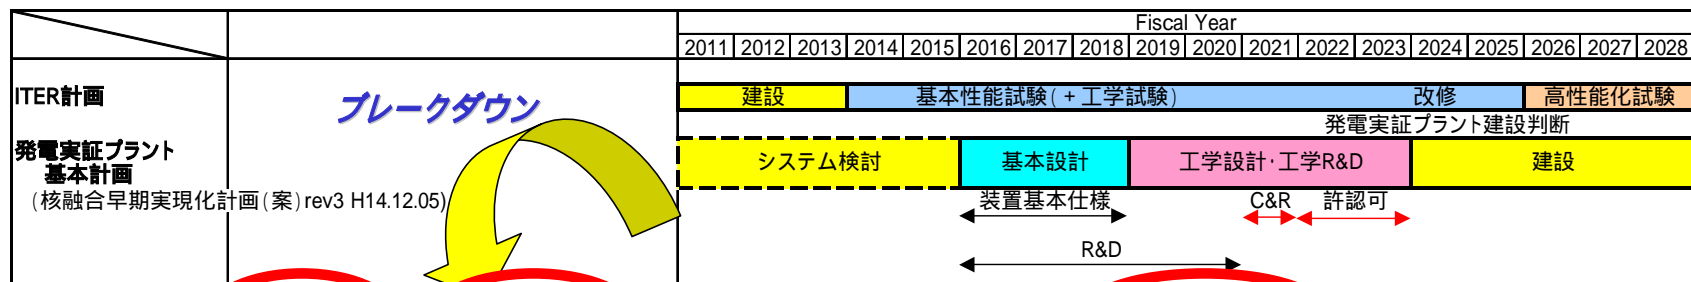 Fiscal Year
2011 2012 2013 2014 2015 2016 2017 2018 2019 2020 2021 2022 2023 2024 2025 2026 2027 2028
ITER計画
ブレークダウン
建設 基本性能試験(+工学試験) 改修 高性能化試験
発電実証プラント建設判断
発電実証プラント
基本計画
システム検討 基本設計 工学設計・工学R&D 建設
(核融合早期実現化計画(案)rev3 H14.12.05)
装置基本仕様 C&R 許認可
R&D